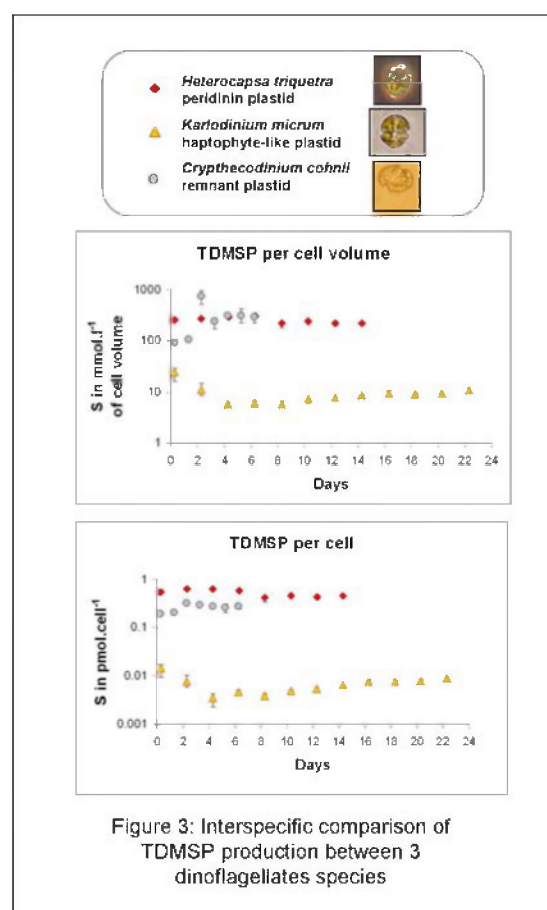 Heterocapsa triquetra
peridinin plastid
Karlodinium micrum
haptophyte-like plastid
Crypthecodinium cohnii
remnant plastid
TDMSP per cell volume
S in mmol.l-1
of cell volume
1000
100
10
1
0 2 4 6 8 10 12 14 16 18 20 22 24
Days
TDMSP per cell
S in pmol.cell-1
1
0.1
0.01
0.001
0 2 4 6 8 10 12 14 16 18 20 22 24
Days
Figure 3: Interspecific comparison of
TDMSP production between 3
dinoflagellates species